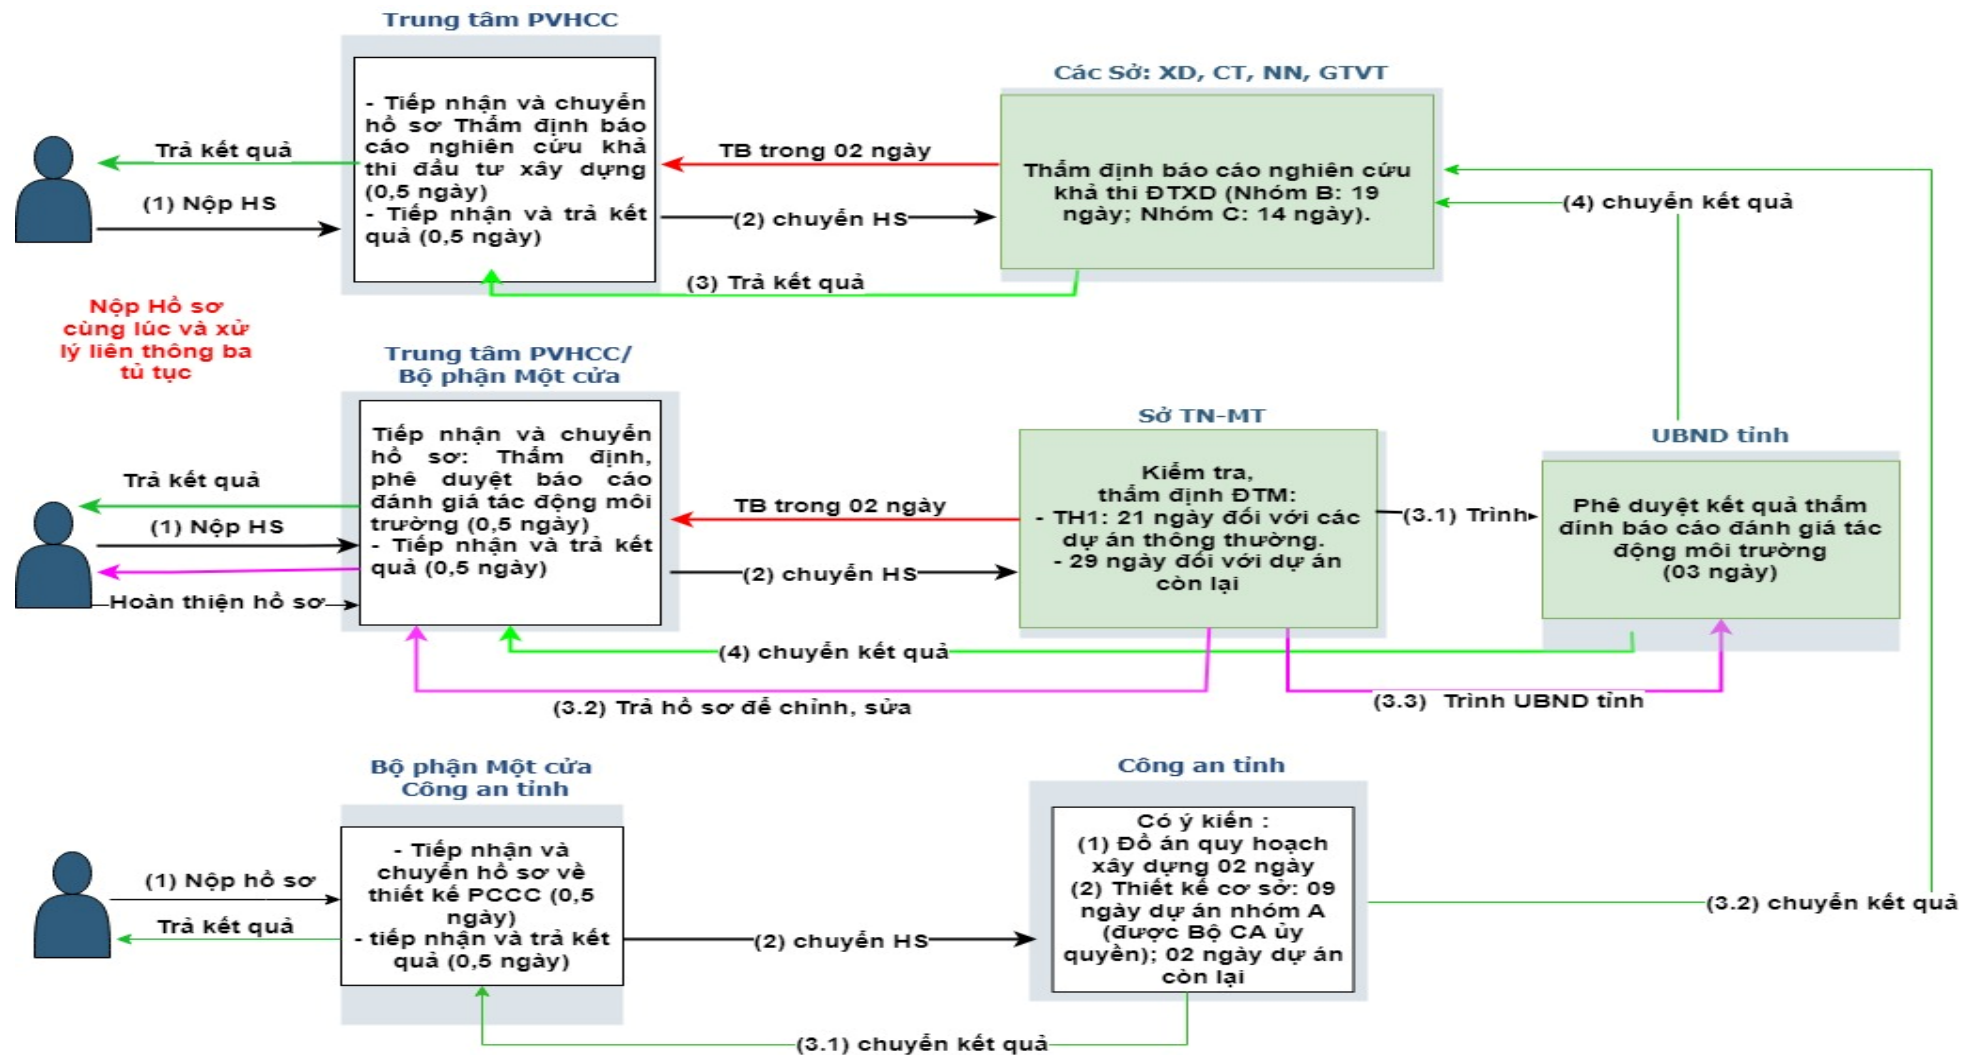 Trung tâm PVHCC
- Tiếp nhận và chuyển
hồ sơ Thẩm định báo
cáo nghiên cứu khả
thi đầu tư xây dựng
(0,5 ngày)
- Tiếp nhận và trả kết
quả (0,5 ngày)
Trả kết quả
(1) Nộp HS
TB trong 02 ngày
(2) chuyển HS
(3) Trả kết quả
Các Sở: XD, CT, NN, GTVT
Thẩm định báo cáo nghiên cứu
khả thi ĐTXD (Nhóm B: 19
ngày; Nhóm C: 14 ngày).
(4) chuyển kết quả
Nộp Hồ sơ
cùng lúc và xử
lý liên thông ba
tủ tục
Trung tâm PVHCC/
Bộ phận Một cửa
Tiếp nhận và chuyển
hồ sơ: Thẩm định,
phê duyệt báo cáo
đánh giá tác động môi
trường (0,5 ngày)
- Tiếp nhận và trả kết
quả (0,5 ngày)
Trả kết quả
(1) Nộp HS
Hoàn thiện hồ sơ
TB trong 02 ngày
(2) chuyển HS
Sở TN-MT
Kiểm tra,
thẩm định ĐTM:
- TH1: 21 ngày đối với các
dự án thông thường.
- 29 ngày đối với dự án
còn lại
(3.1) Trình
UBND tỉnh
Phê duyệt kết quả thẩm
đính báo cáo đánh giá tác
động môi trường
(03 ngày)
(4) chuyển kết quả
(3.2) Trả hồ sơ để chỉnh, sửa
(3.3) Trình UBND tỉnh
Bộ phận Một cửa
Công an tỉnh
- Tiếp nhận và
chuyển hồ sơ về
thiết kế PCCC (0,5
ngày)
- tiếp nhận và trả kết
quả (0,5 ngày)
(1) Nộp hồ sơ
Trả kết quả
(2) chuyển HS
Công an tỉnh
Có ý kiến :
(1) Đồ án quy hoạch
xây dựng 02 ngày
(2) Thiết kế cơ sở: 09
ngày dự án nhóm A
(được Bộ CA ủy
quyền); 02 ngày dự án
còn lại
(3.2) chuyển kết quả
(3.1) chuyển kết quả